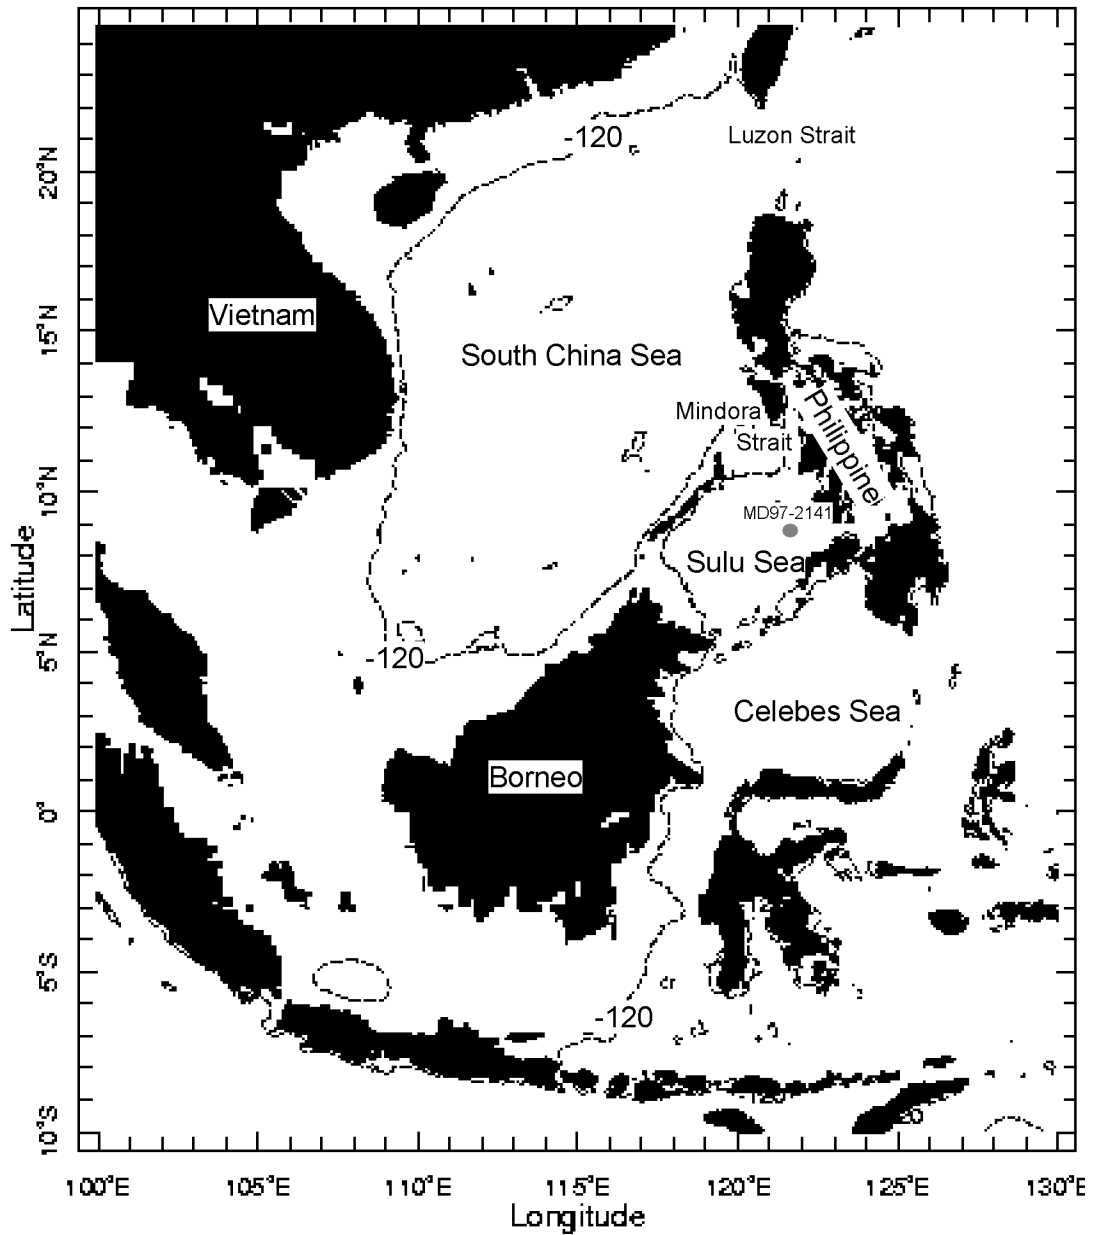 -120
Luzon Strait
20°N
Vietnam
15°N
South China Sea
Mindora
Strait
Philippine
10°N
MD97-2141
Sulu Sea
Latitude
5°N
-120
Celebes Sea
Borneo
0°
5°S
-120
10°S
100°E
105°E
110°E
115°E
120°E
125°E
130°E
Longitude